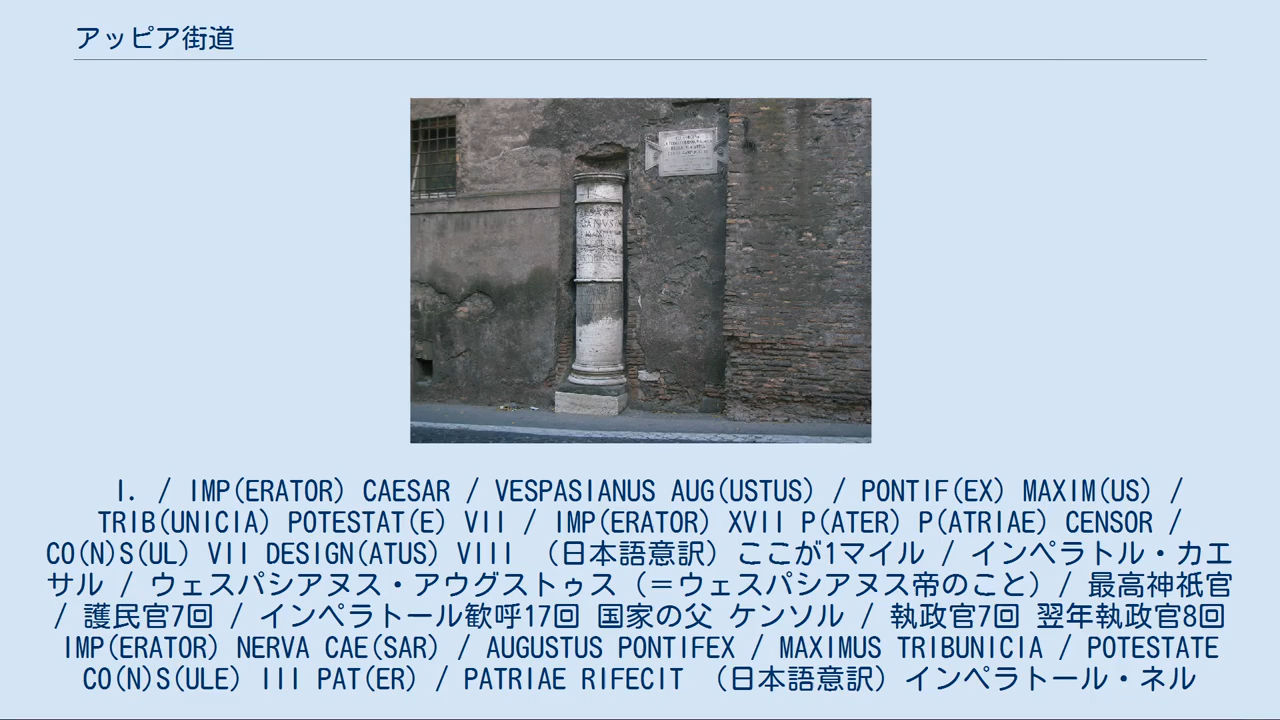 アッピア街道
I. / IMP(ERATOR) CAESAR / VESPASIANUS AUG(USTUS) / PONTIF(EX) MAXIM(US) /
TRIB(UNICIA) POTESTAT(E) VII / IMP(ERATOR) XVII P(ATER) P(ATRIAE) CENSOR /
CO(N)S(UL) VII DESIGN(ATUS) VIII （日本語意訳）ここが1マイル / インペラトル・カエ
サル / ウェスパシアヌス・アウグストゥス（＝ウェスパシアヌス帝のこと）/ 最高神祇官
/ 護民官7回 / インペラトール歓呼17回 国家の父 ケンソル / 執政官7回 翌年執政官8回
IMP(ERATOR) NERVA CAE(SAR) / AUGUSTUS PONTIFEX / MAXIMUS TRIBUNICIA / POTESTATE
CO(N)S(ULE) III PAT(ER) / PATRIAE RIFECIT （日本語意訳）インペラトール・ネル